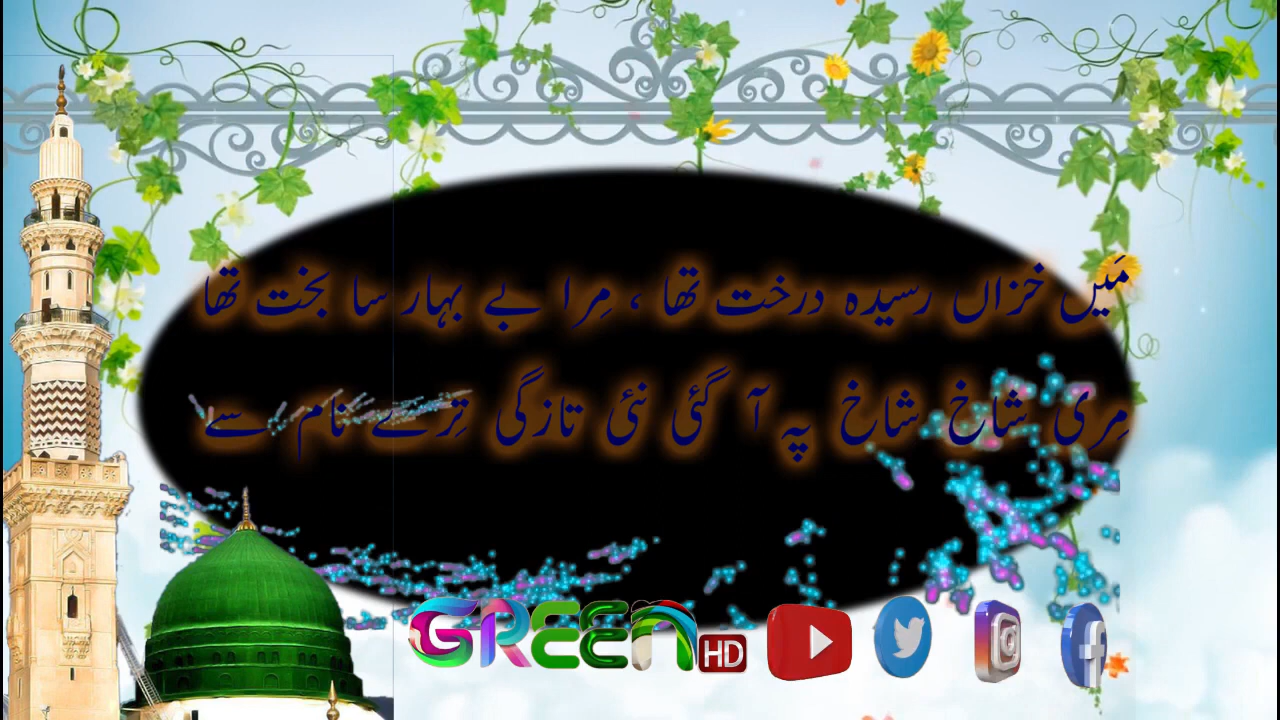 مَیں خزاں رسیدہ درخت تھا ، مِرا بے بہار سا بخت تھا
مِری شاخ شاخ پہ آ گئی نئی تازگی تِرے نام سے
GREEN HD